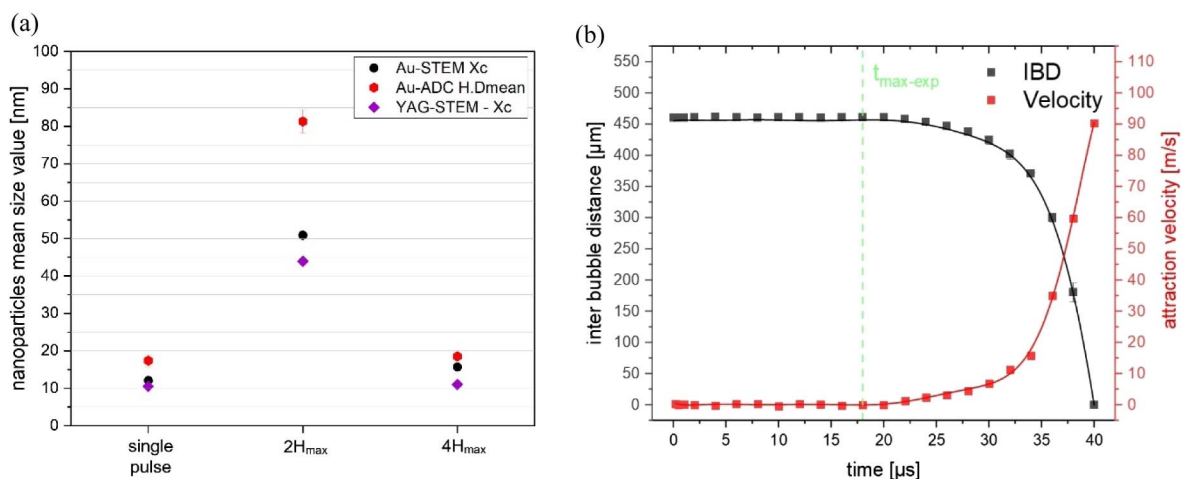 (a)
100
90
80
70
60
50
40
30
20
10
0
nanoparticles mean size value [nm]
Au-STEM Xc
Au-ADC H.Dmean
YAG-STEM - Xc
single
pulse
2Hmax
4Hmax
(b)
550
500
450
400
350
300
250
200
150
100
50
0
inter bubble distance [µm]
tmax-exp
IBD
Velocity
110
100
90
80
70
60
50
40
30
20
10
0
attraction velocity [m/s]
0 5 10 15 20 25 30 35 40
time [µs]